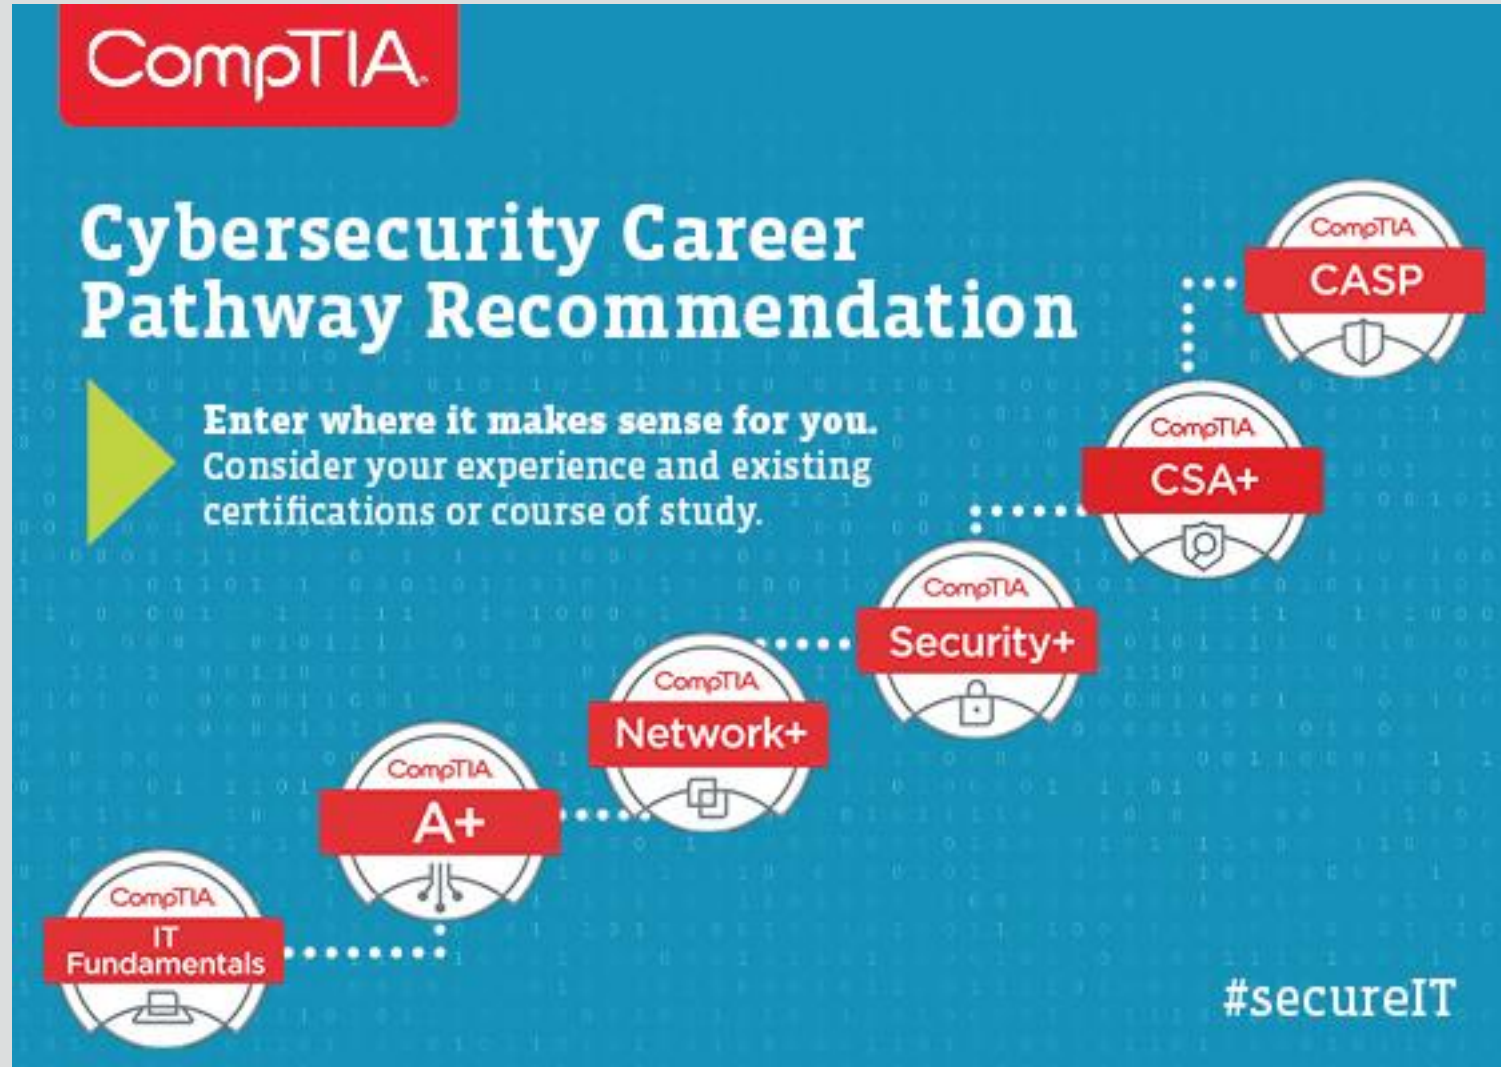 CompTIA.
Cybersecurity Career
Pathway Recommendation
Enter where it makes sense for you.
Consider your experience and existing
certifications or course of study.
CompTIA
CASP
CompTIA
CSA+
CompTIA
Security+
CompTIA
Network+
CompTIA
A+
CompTIA
IT
Fundamentals
#secureIT